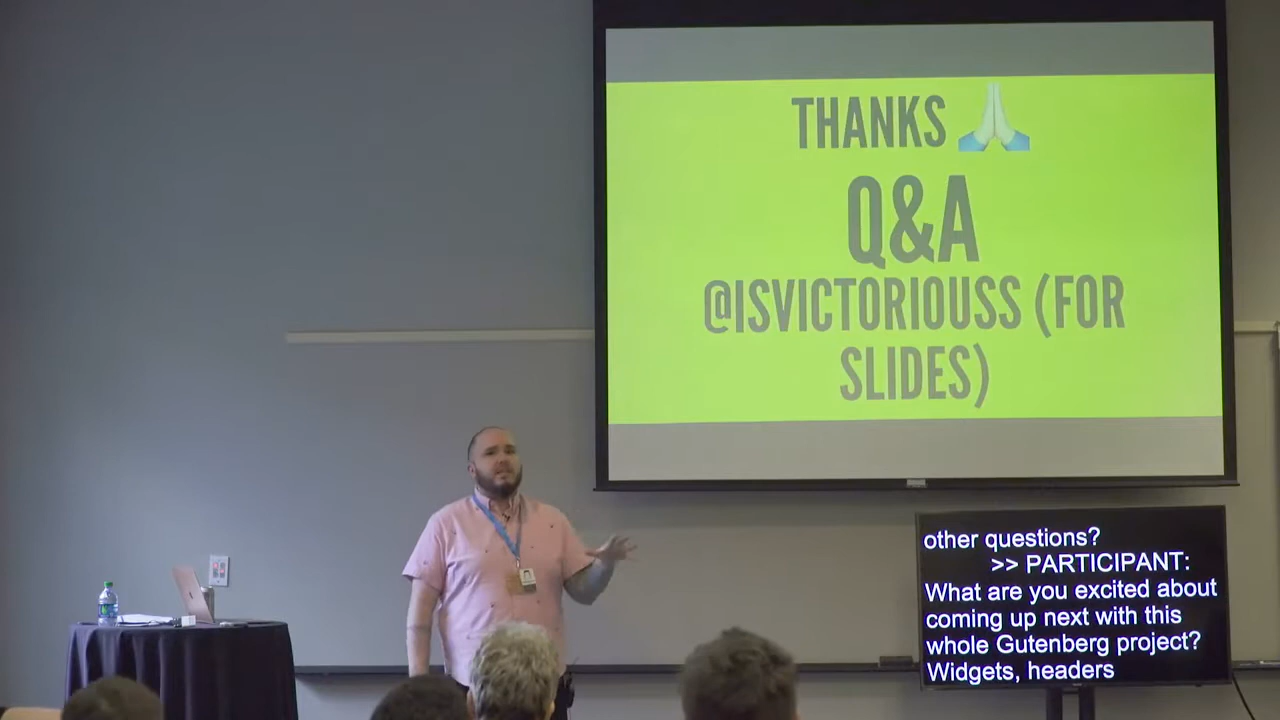 THANKS 🙏
Q&A
@ISVICTORIOUSS (FOR
SLIDES)
other questions?
>> PARTICIPANT:
What are you excited about
coming up next with this
whole Gutenberg project?
Widgets, headers